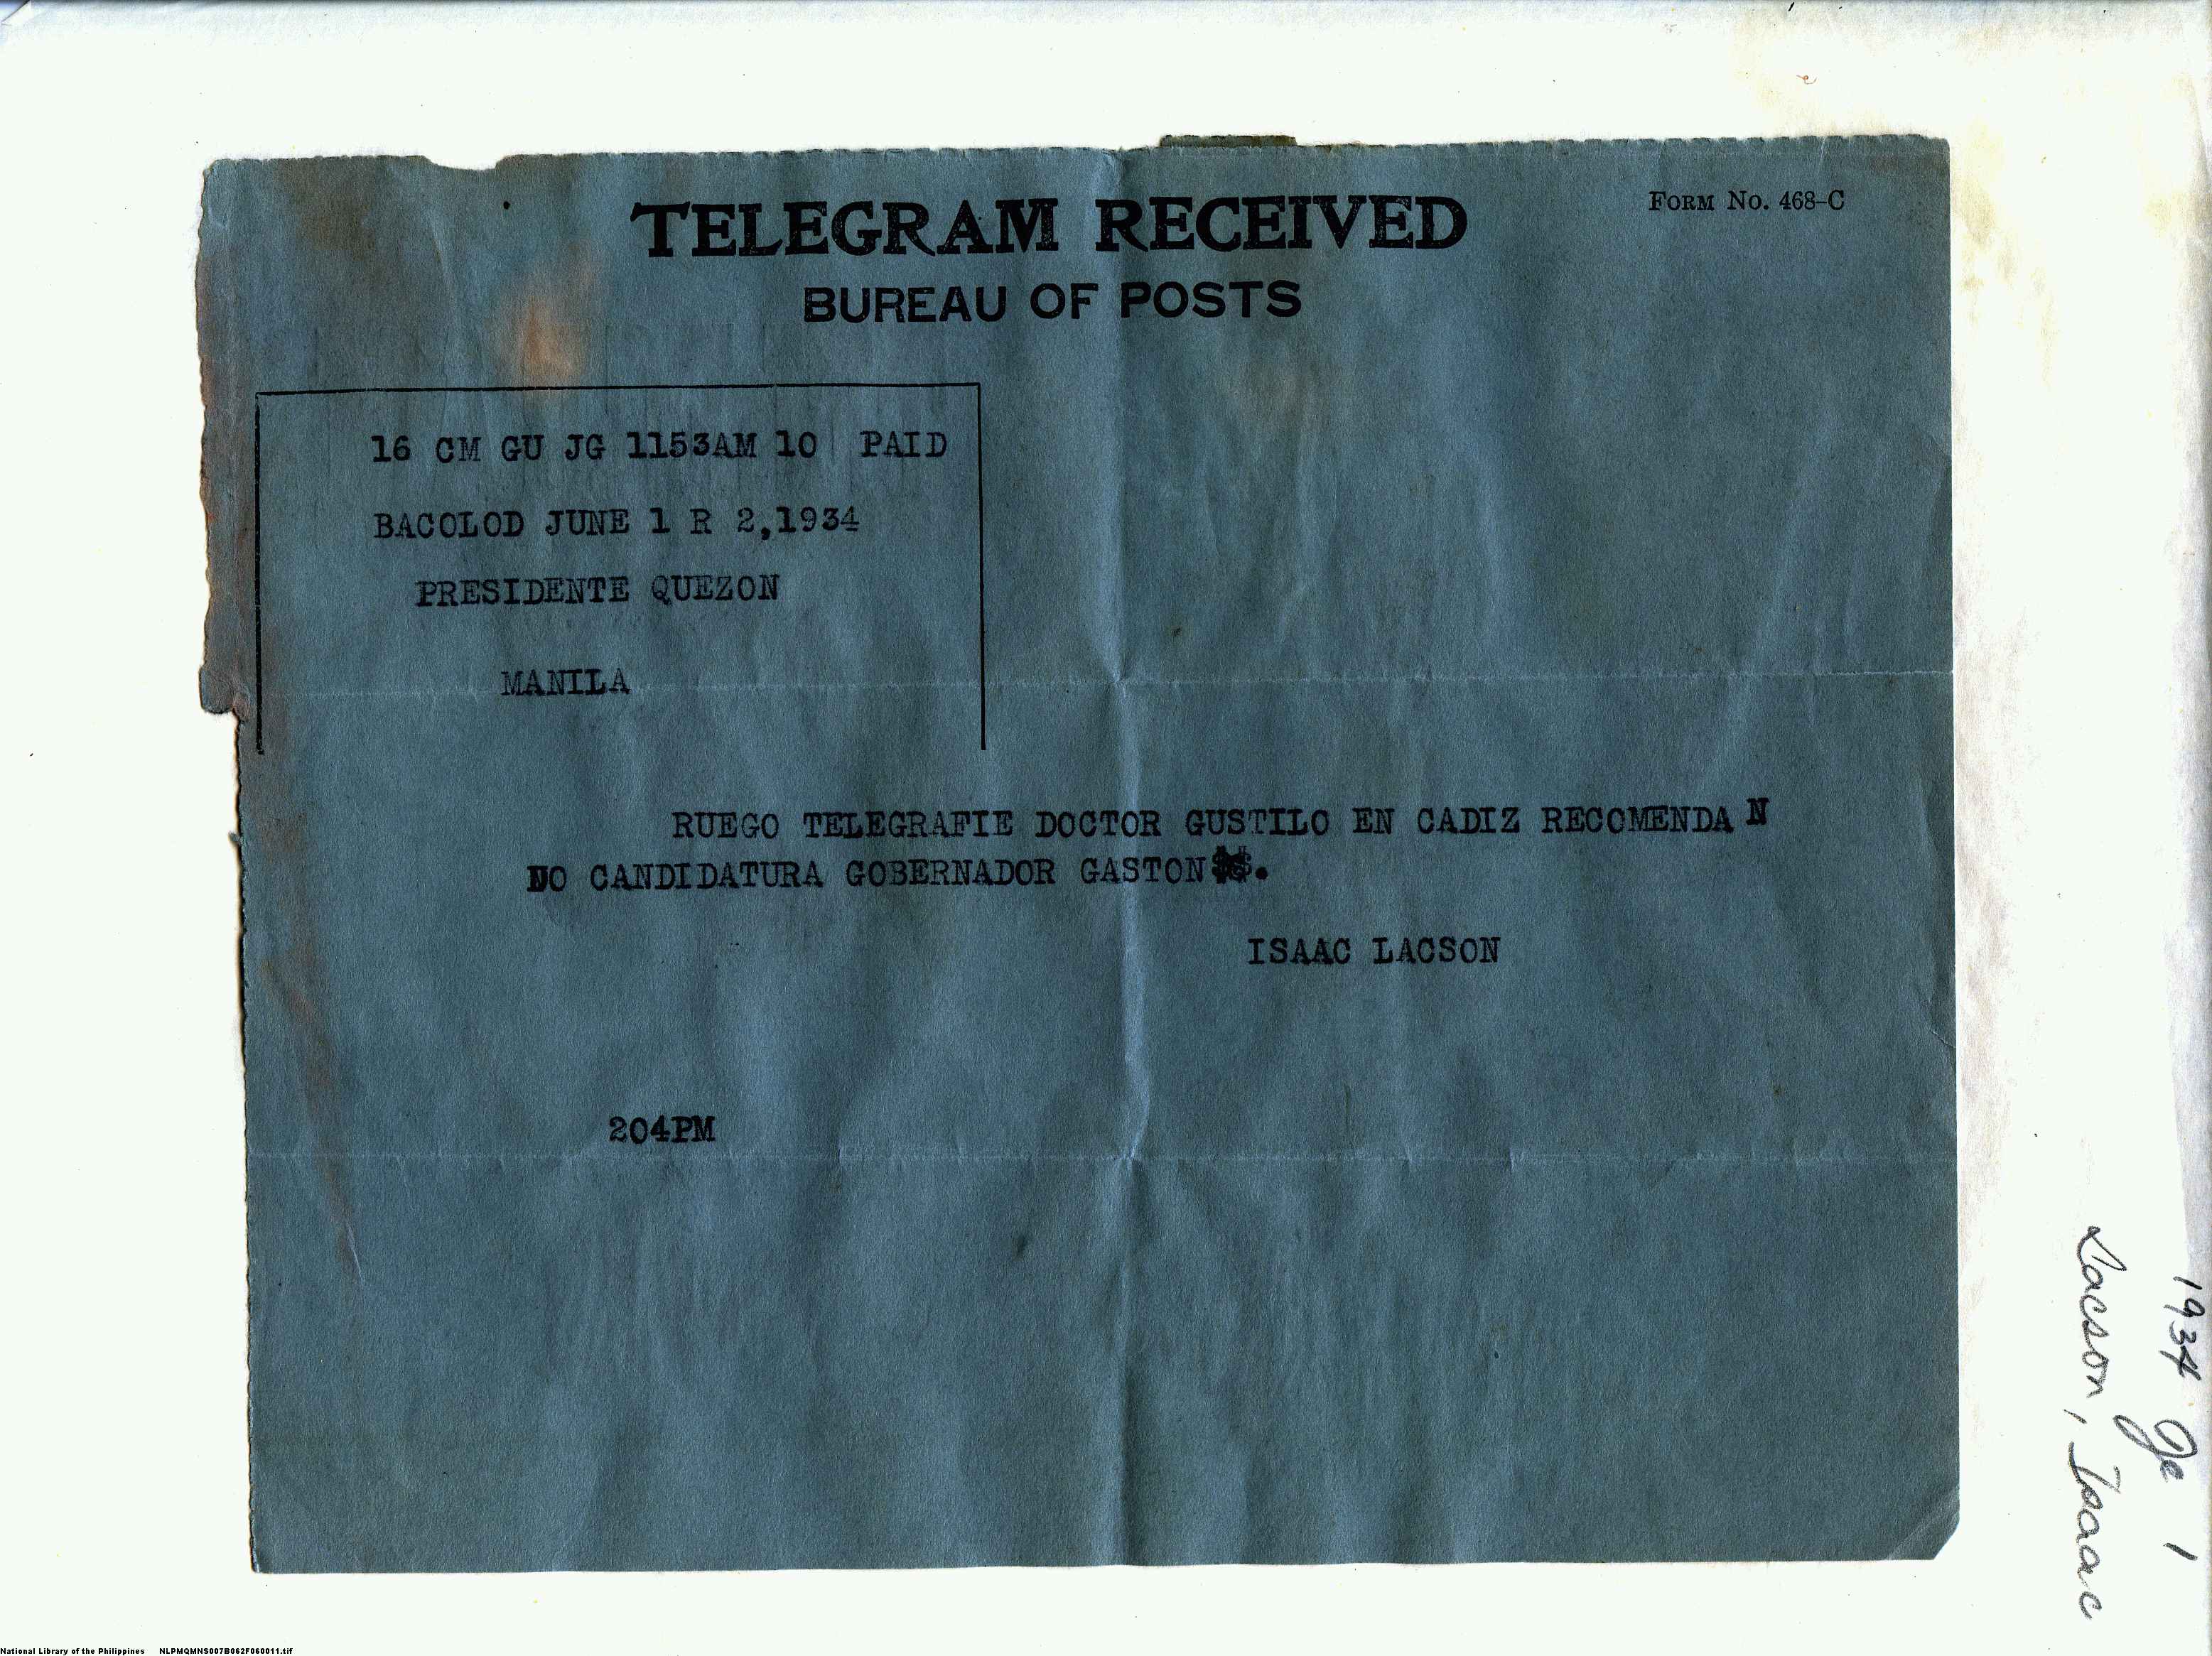 FORM No. 468-C
TELEGRAM RECEIVED
BUREAU OF POSTS
16 CM GU JG 1153AM 10 PAID
BACOLOD JUNE 1 R 2,1934
PRESIDENTE QUEZON
MANILA
RUEGO TELEGRAFIE DOCTOR GUSTILO EN CADIZ RECOMENDA N
DO CANDIDATURA GOBERNADOR GASTON .
ISAAC LACSON
204PM
1934 Je 1
Lacson, Isaac
National Library of the Philippines NLPMQMNS007B062F060011.tif